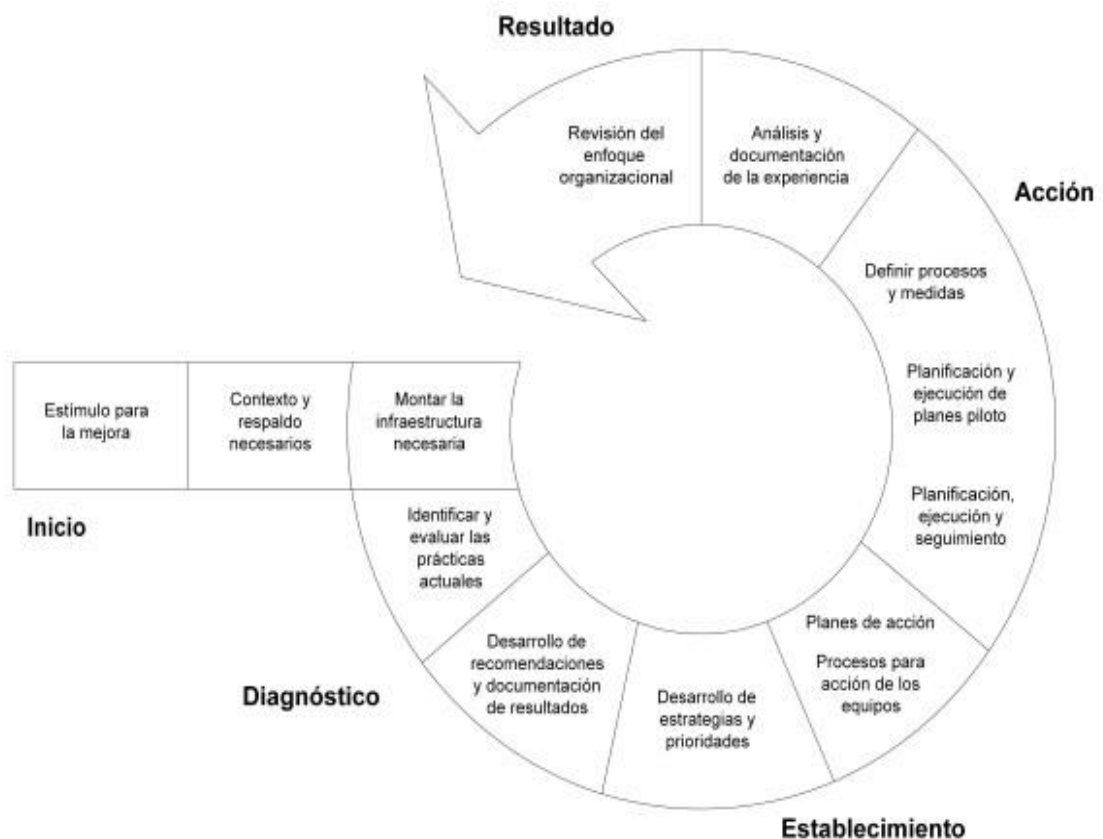 Resultado
Revisión del
enfoque
organizacional
Análisis y
documentación
de la experiencia
Acción
Definir procesos
y medidas
Planificación y
ejecución de
planes piloto
Planificación,
ejecución y
seguimiento
Estímulo para
la mejora
Contexto y
respaldo
necesarios
Montar la
infraestructura
necesaria
Inicio
Identificar y
evaluar las
prácticas
actuales
Diagnóstico
Desarrollo de
recomendaciones
y documentación
de resultados
Desarrollo de
estrategias y
prioridades
Planes de acción
Procesos para
acción de los
equipos
Establecimiento